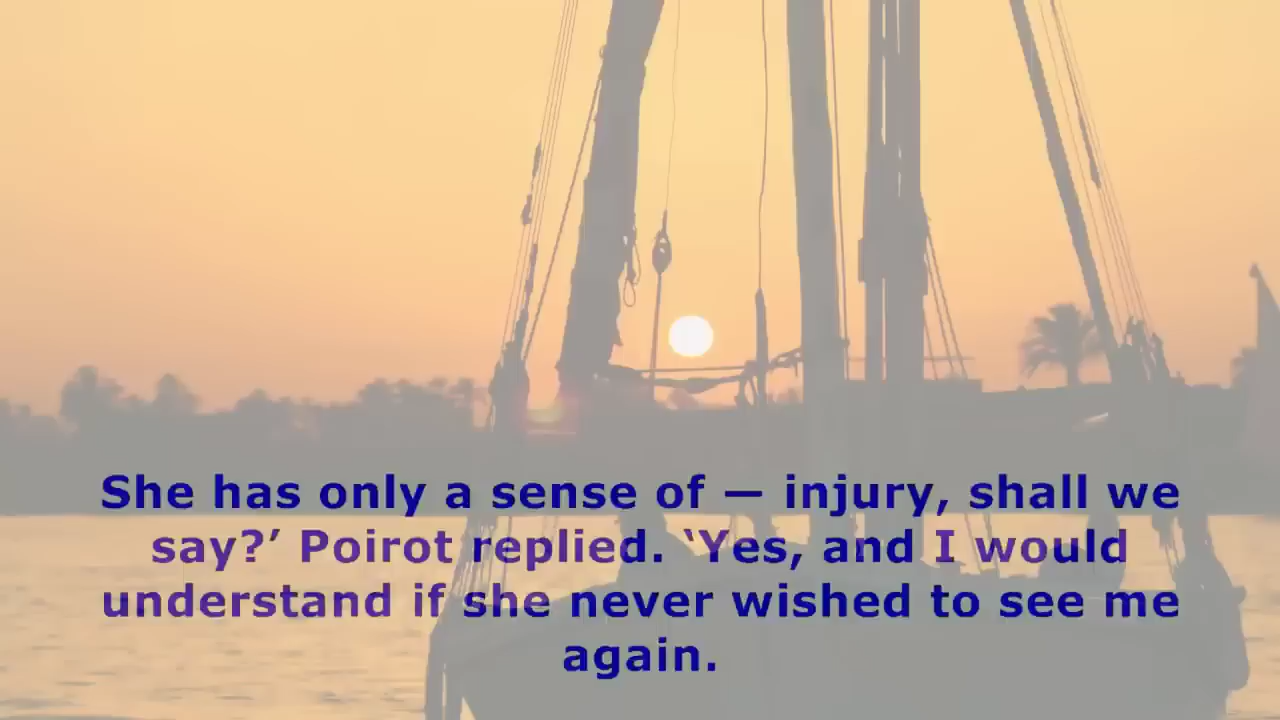 She has only a sense of — injury, shall we
say?’ Poirot replied. ‘Yes, and I would
understand if she never wished to see me
again.